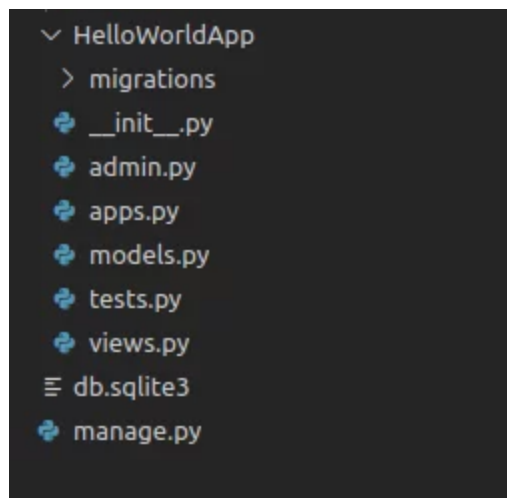 HelloWorldApp
migrations
__init__.py
admin.py
apps.py
models.py
tests.py
views.py
db.sqlite3
manage.py